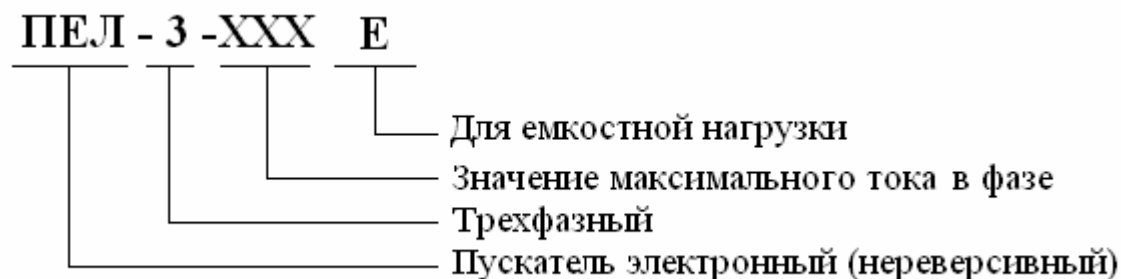 ПЕЛ - 3 -ХХХ Е
Для емкостной нагрузки
Значение максимального тока в фазе
Трехфазный
Пускатель электронный (нереверсивный)